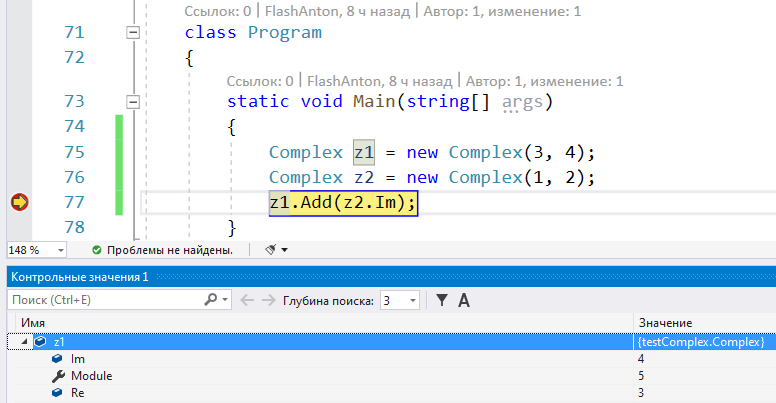 Ссылок: 0 | FlashAnton, 8 ч назад | Автор: 1, изменение: 1
71 class Program
72 {
Ссылок: 0 | FlashAnton, 8 ч назад | Автор: 1, изменение: 1
73 static void Main(string[] args)
74 {
75 Complex z1 = new Complex(3, 4);
76 Complex z2 = new Complex(1, 2);
77 z1.Add(z2.Im);
78 }
148 % Проблемы не найдены.
Контрольные значения 1
Поиск (Ctrl+E) Глубина поиска: 3 A
Имя Значение
z1 {testComplex.Complex}
Im 4
Module 5
Re 3